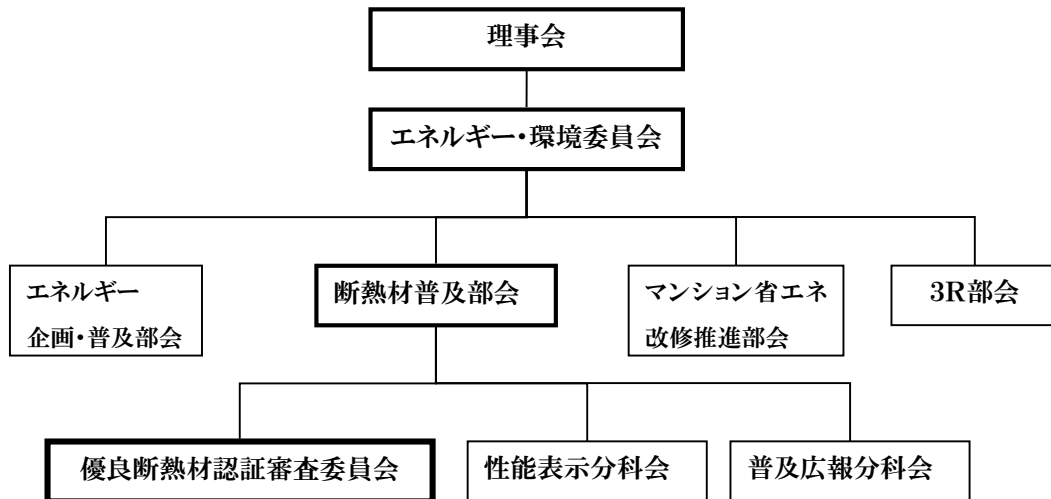 理事会
エネルギー・環境委員会
エネルギー
企画・普及部会
断熱材普及部会
マンション省エネ
改修推進部会
3R部会
優良断熱材認証審査委員会
性能表示分科会
普及広報分科会